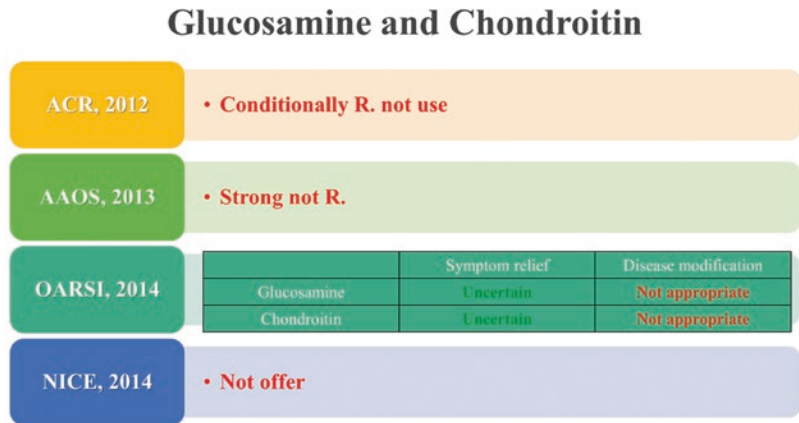 Glucosamine and Chondroitin
ACR, 2012
• Conditionally R. not use
AAOS, 2013
• Strong not R.
OARSI, 2014
Symptom relief Disease modification
Glucosamine Uncertain Not appropriate
Chondroitin Uncertain Not appropriate
NICE, 2014
• Not offer